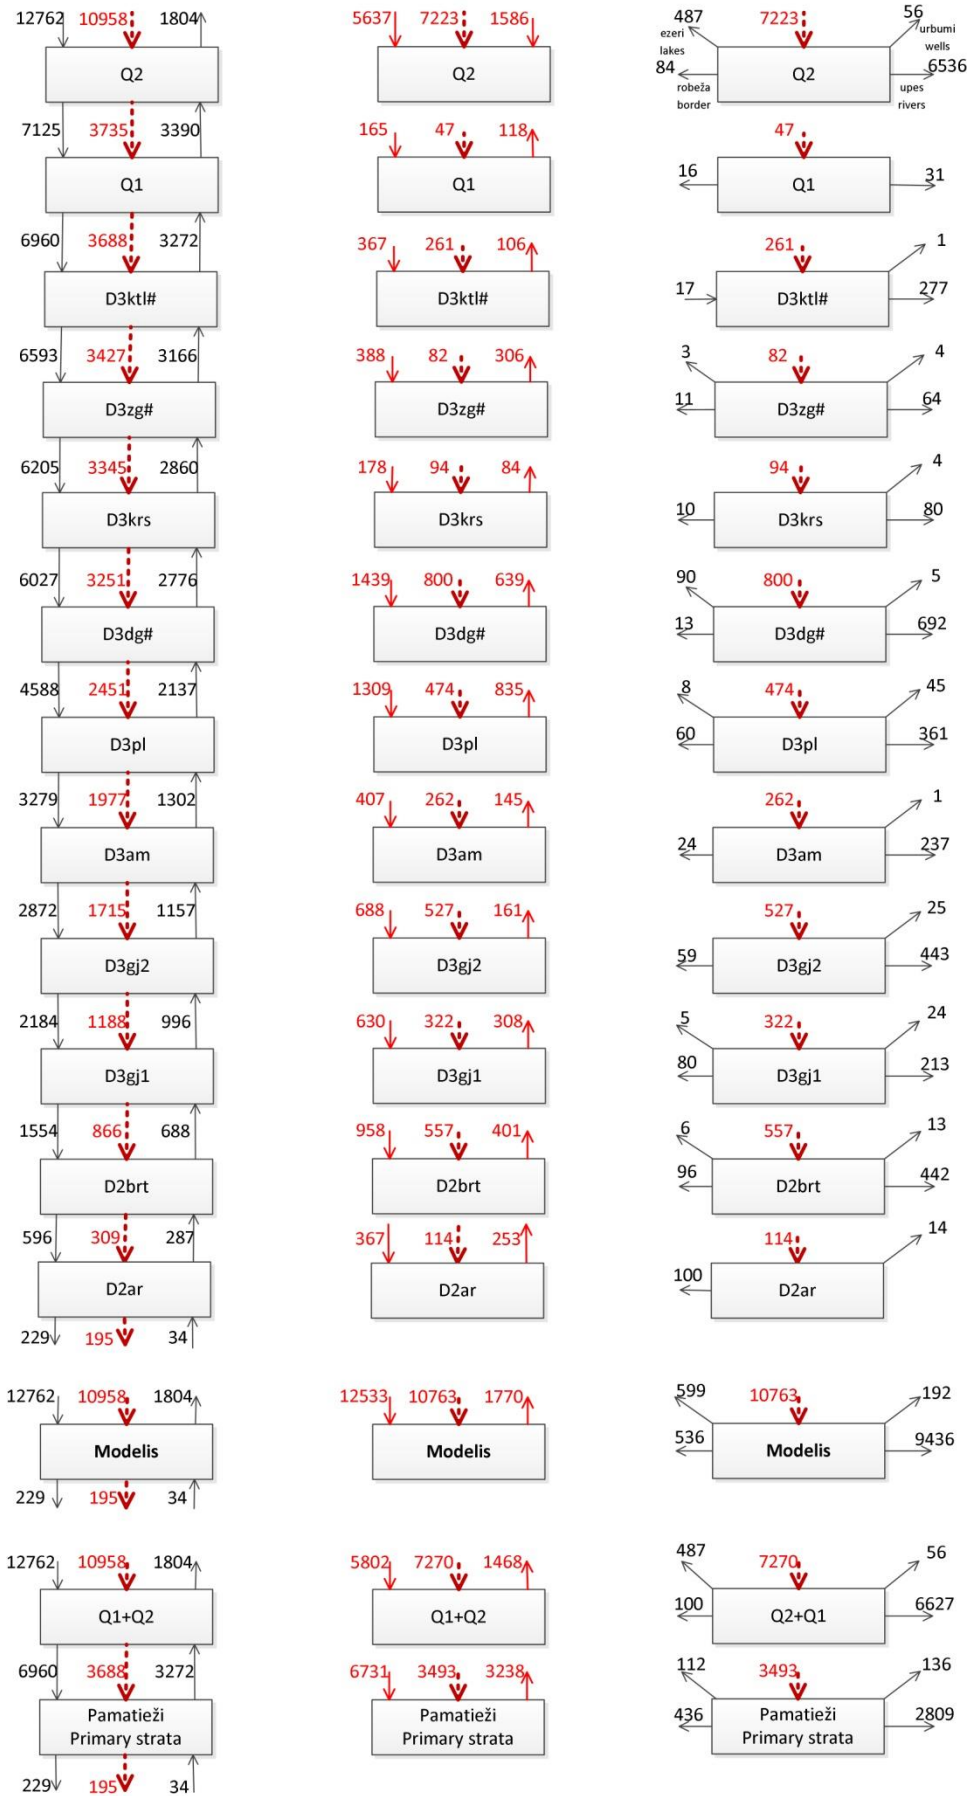 12762 10958 1804 5637 7223 1586 487 7223 56
ezeri urbumi
lakes wells
Q2 Q2 84 Q2 6536
robeža upes
border rivers
7125 3735 3390 165 47 118 47
Q1 Q1 16 Q1 31
6960 3688 3272 367 261 106 261 1
D3ktl# D3ktl# 17 D3ktl# 277
6593 3427 3166 388 82 306 3 82 4
D3zg# D3zg# 11 D3zg# 64
6205 3345 2860 178 94 84 94 4
D3krs D3krs 10 D3krs 80
6027 3251 2776 1439 800 639 90 800 5
D3dg# D3dg# 13 D3dg# 692
4588 2451 2137 1309 474 835 8 474 45
D3pl D3pl 60 D3pl 361
3279 1977 1302 407 262 145 262 1
D3am D3am 24 D3am 237
2872 1715 1157 688 527 161 527 25
D3gj2 D3gj2 59 D3gj2 443
2184 1188 996 630 322 308 5 322 24
D3gj1 D3gj1 80 D3gj1 213
1554 866 688 958 557 401 6 557 13
D2brt D2brt 96 D2brt 442
596 309 287 367 114 253 114 14
D2ar D2ar 100 D2ar
229 195 34
12762 10958 1804 12533 10763 1770 599 10763 192
Modelis Modelis 536 Modelis 9436
229 195 34
12762 10958 1804 5802 7270 1468 487 7270 56
Q1+Q2 Q1+Q2 100 Q2+Q1 6627
6960 3688 3272 6731 3493 3238 112 3493 136
Pamatieži Pamatieži 436 Pamatieži 2809
Primary strata Primary strata Primary strata
229 195 34